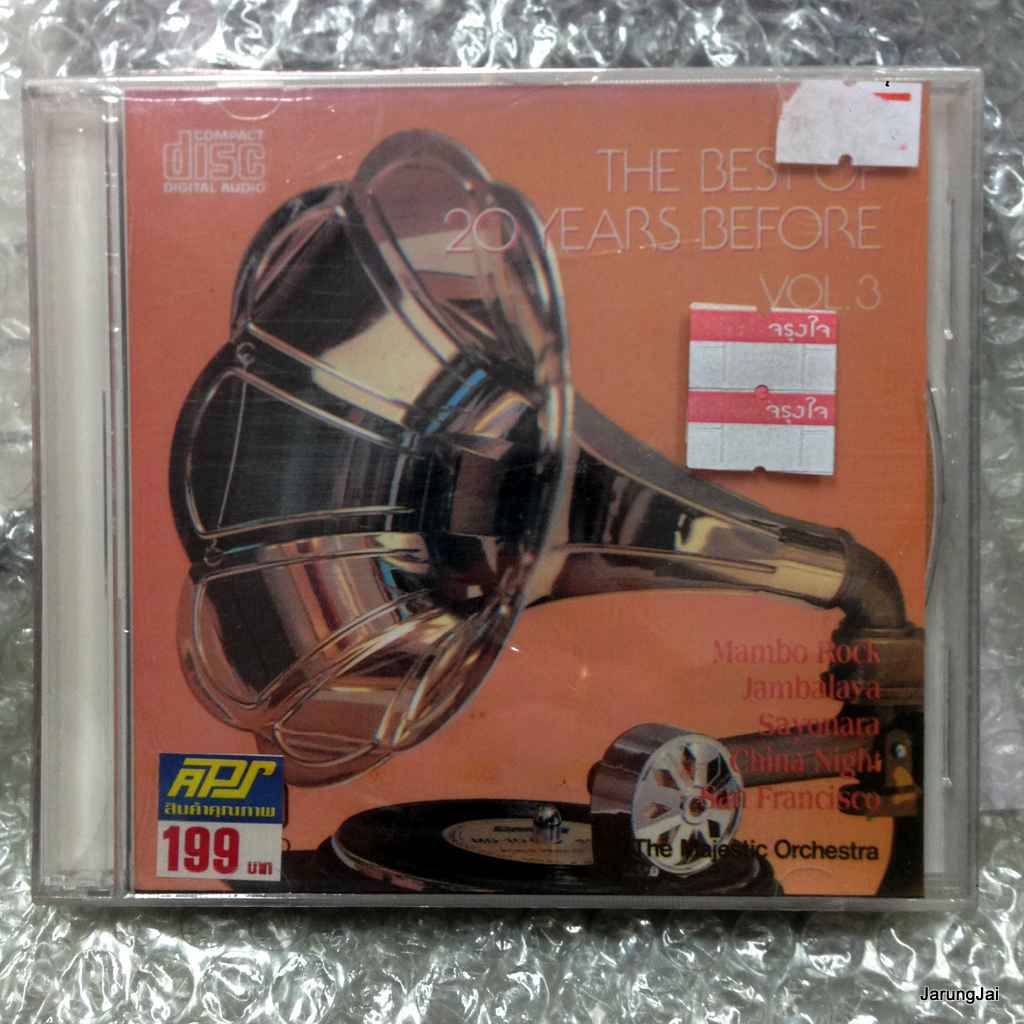 COMPACT
disc
DIGITAL AUDIO
THE BEST OF
20 YEARS BEFORE
VOL. 3
จรุงใจ
จรุงใจ
Mambo Rock
Jambalaya
Sayonara
China Night
San Francisco
The Majestic Orchestra
APS
สินค้าคุณภาพ
199 บาท
JarungJai